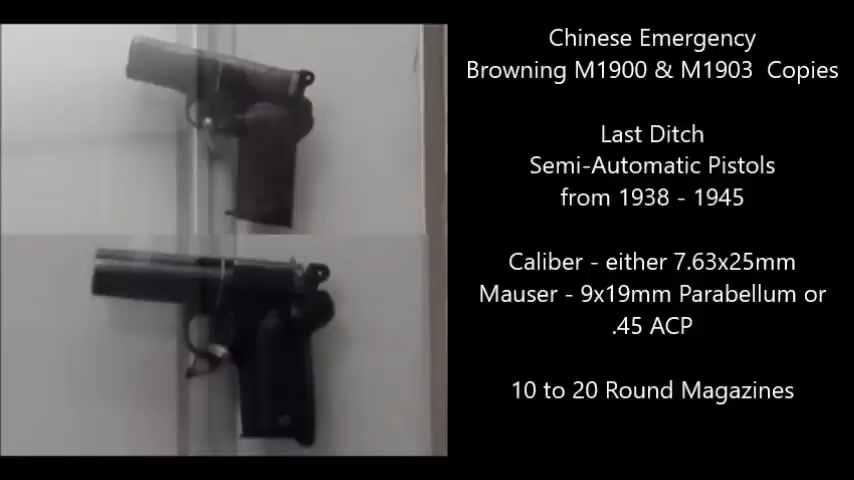 Chinese Emergency
Browning M1900 & M1903 Copies
Last Ditch
Semi-Automatic Pistols
from 1938 - 1945
Caliber - either 7.63x25mm
Mauser - 9x19mm Parabellum or
.45 ACP
10 to 20 Round Magazines